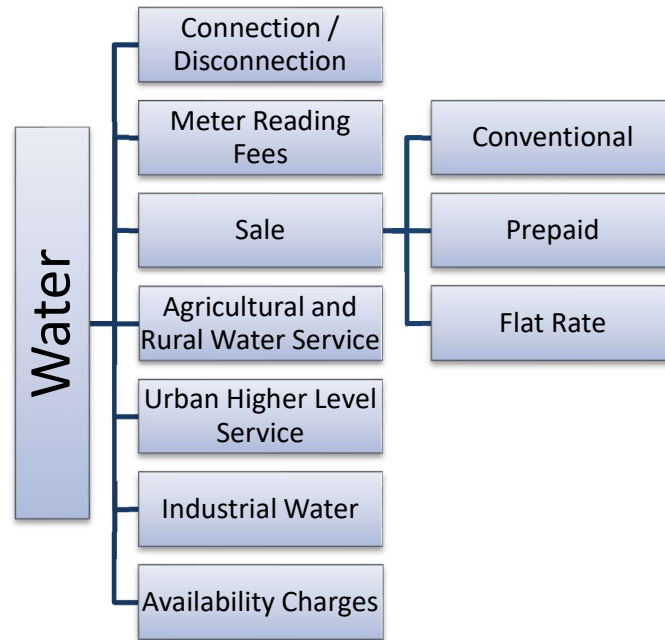 Water
Connection /
Disconnection
Meter Reading
Fees
Sale
Agricultural and
Rural Water Service
Urban Higher Level
Service
Industrial Water
Availability Charges
Conventional
Prepaid
Flat Rate